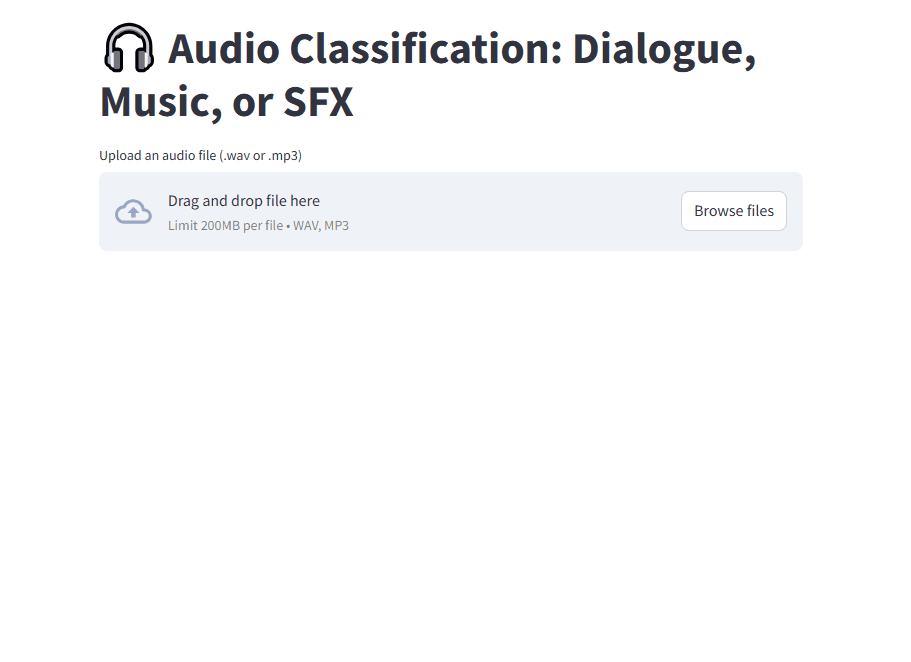 Audio Classification: Dialogue,
Music, or SFX
Upload an audio file (.wav or .mp3)
Drag and drop file here
Limit 200MB per file • WAV, MP3
Browse files